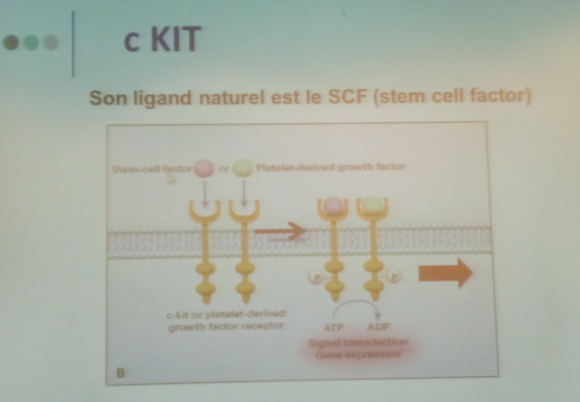 c KIT
Son ligand naturel est le SCF (stem cell factor)
Stem-cell factor or Platelet-derived growth factor
P P
c-kit or platelet-derived
growth factor receptor
ATP ADP
Signal transduction
Gene expression
B